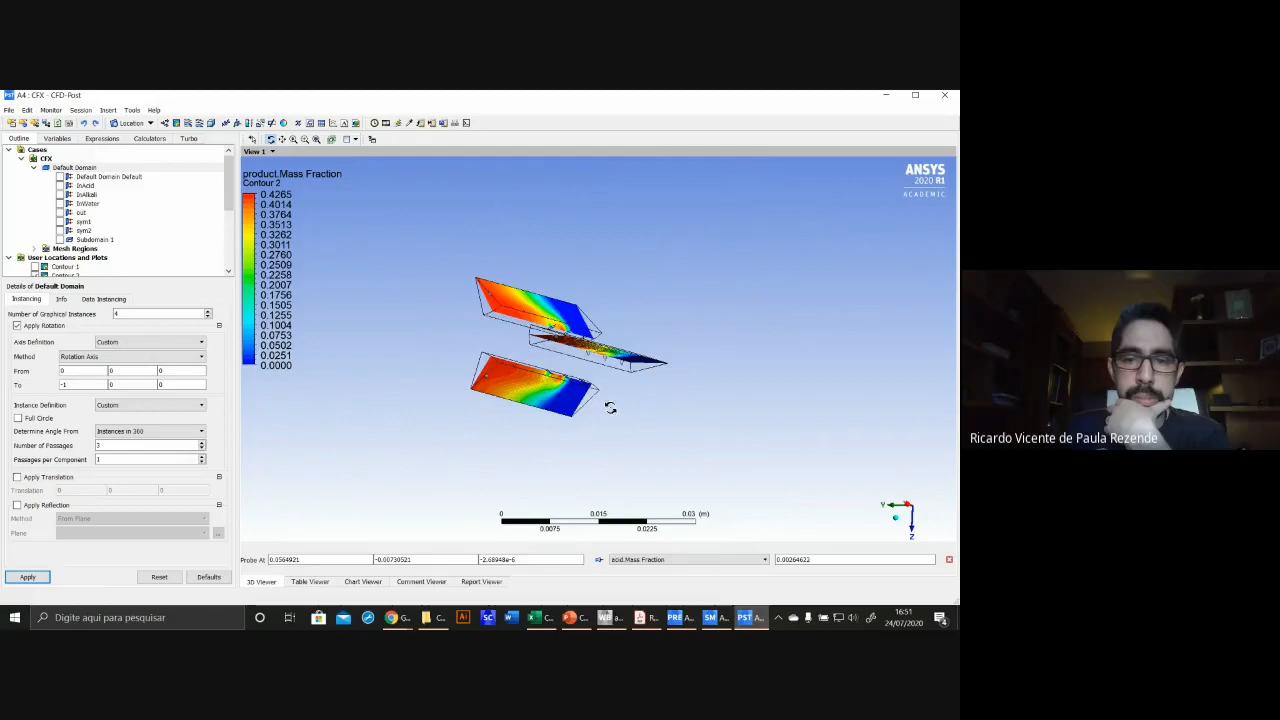 A4 : CFX - CFD-Post
File Edit Monitor Session Insert Tools Help
Location
Outline Variables Expressions Calculators Turbo
Cases
CFX
Default Domain
Default Domain Default
InAcid
InAlkali
InWater
out
sym1
sym2
Subdomain 1
Mesh Regions
User Locations and Plots
Contour 1
Details of Default Domain
Instancing Info Data Instancing
Number of Graphical Instances 4
Apply Rotation
Axis Definition Custom
Method Rotation Axis
From 0 0 0
To -1 0 0
Instance Definition Custom
Full Circle
Determine Angle From Instances in 360
Number of Passages 3
Passages per Component 1
Apply Translation
Translation 0 0 0
Apply Reflection
Method From Plane
Plane ...
Apply Reset Defaults
View 1
product.Mass Fraction
Contour 2
0.4265
0.4014
0.3764
0.3513
0.3262
0.3011
0.2760
0.2509
0.2258
0.2007
0.1756
0.1505
0.1255
0.1004
0.0753
0.0502
0.0251
0.0000
ANSYS
2020 R1
ACADEMIC
Y
Z
0 0.015 0.03 (m)
0.0075 0.0225
Probe At 0.0564921 -0.00730521 -2.68948e-6 acid.Mass Fraction 0.00264622
3D Viewer Table Viewer Chart Viewer Comment Viewer Report Viewer
Digite aqui para pesquisar
G... C... C... C... a... R... A... A... A...
16:51
24/07/2020
4
Ricardo Vicente de Paula Rezende